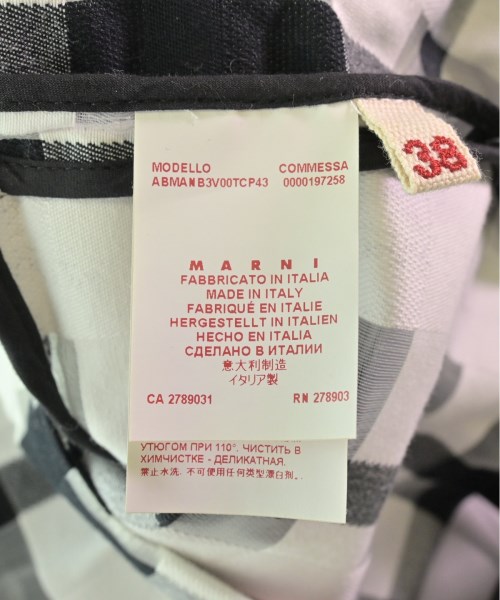 38
MODELLO COMMESSA
ABMANB3V00TCP43 0000197258
MARNI
FABBRICATO IN ITALIA
MADE IN ITALY
FABRIQUÉ EN ITALIE
HERGESTELLT IN ITALIEN
HECHO EN ITALIA
СДЕЛАНО В ИТАЛИИ
意大利制造
イタリア製
CA 2789031 RN 278903
УТЮГОМ ПРИ 110°. ЧИСТИТЬ В
ХИМЧИСТКЕ - ДЕЛИКАТНАЯ.
禁止水洗. 不可使用任何类型漂白剂.